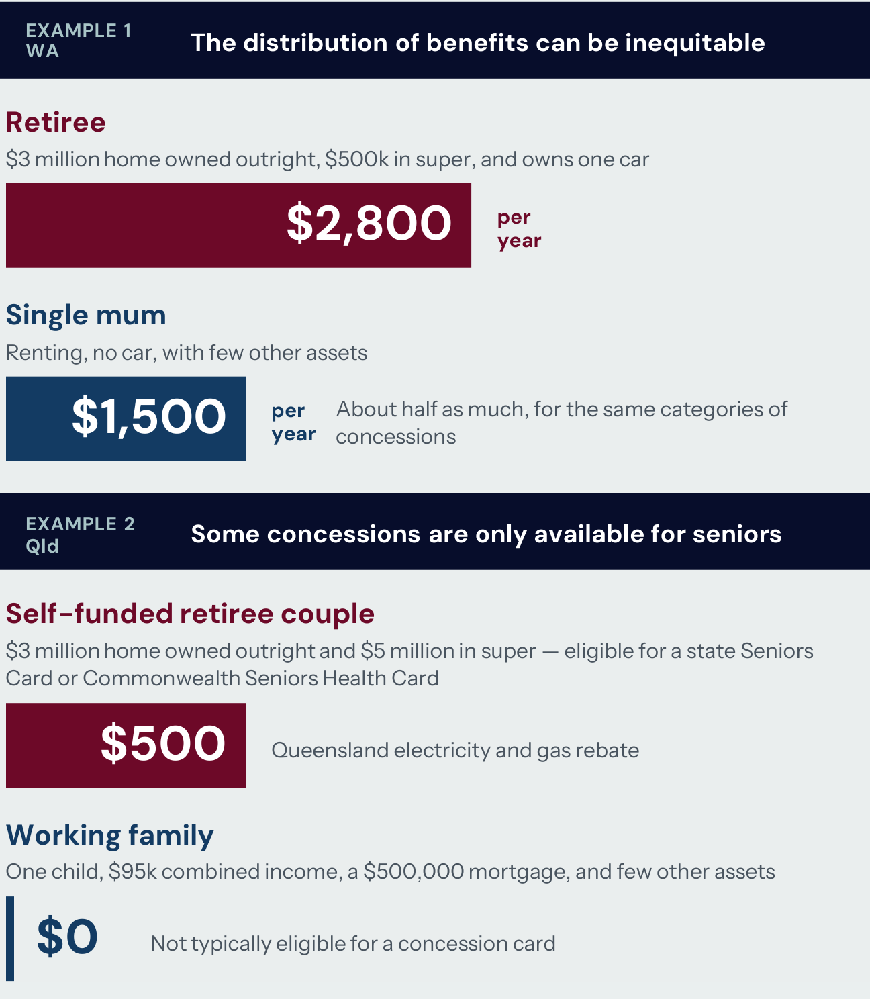 EXAMPLE 1
WA
The distribution of benefits can be inequitable
Retiree
$3 million home owned outright, $500k in super, and owns one car
$2,800
per
year
Single mum
Renting, no car, with few other assets
$1,500
per
year
About half as much, for the same categories of
concessions
EXAMPLE 2
Qld
Some concessions are only available for seniors
Self-funded retiree couple
$3 million home owned outright and $5 million in super — eligible for a state Seniors
Card or Commonwealth Seniors Health Card
$500
Queensland electricity and gas rebate
Working family
One child, $95k combined income, a $500,000 mortgage, and few other assets
$0
Not typically eligible for a concession card